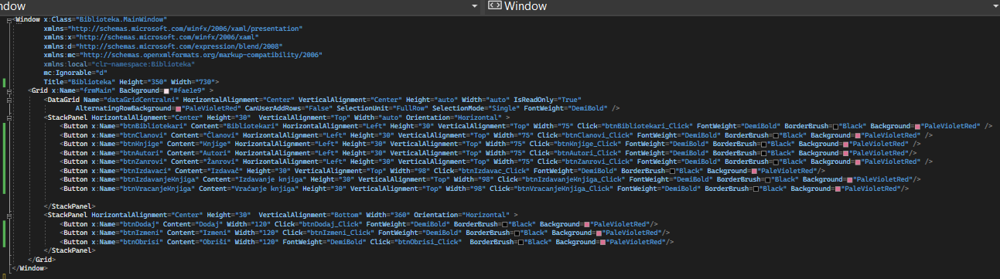 ndow
Window
<Window x:Class="Biblioteka.MainWindow"
xmlns="http://schemas.microsoft.com/winfx/2006/xaml/presentation"
xmlns:x="http://schemas.microsoft.com/winfx/2006/xaml"
xmlns:d="http://schemas.microsoft.com/expression/blend/2008"
xmlns:mc="http://schemas.openxmlformats.org/markup-compatibility/2006"
xmlns:local="clr-namespace:Biblioteka"
mc:Ignorable="d"
Title="Biblioteka" Height="350" Width="730">
<Grid x:Name="frmMain" Background="#fae1e9" >
<DataGrid Name="dataGridCentralni" HorizontalAlignment="Center" VerticalAlignment="Center" Height="auto" Width="auto" IsReadOnly="True"
AlternatingRowBackground="PaleVioletRed" CanUserAddRows="False" SelectionUnit="FullRow" SelectionMode="Single" FontWeight="DemiBold" />
<StackPanel HorizontalAlignment="Center" Height="30" VerticalAlignment="Top" Width="auto" Orientation="Horizontal" >
<Button x:Name="btnBibliotekari" Content="Bibliotekari" HorizontalAlignment="Left" Height="30" VerticalAlignment="Top" Width="75" Click="btnBibliotekari_Click" FontWeight="DemiBold" BorderBrush="Black" Background="PaleVioletRed" />
<Button x:Name="btnClanovi" Content="Članovi" HorizontalAlignment="Left" Height="30" VerticalAlignment="Top" Width="75" Click="btnClanovi_Click" FontWeight="DemiBold" BorderBrush="Black" Background="PaleVioletRed" />
<Button x:Name="btnKnjige" Content="Knjige" HorizontalAlignment="Left" Height="30" VerticalAlignment="Top" Width="75" Click="btnKnjige_Click" FontWeight="DemiBold" BorderBrush="Black" Background="PaleVioletRed" />
<Button x:Name="btnAutori" Content="Autori" HorizontalAlignment="Left" Height="30" VerticalAlignment="Top" Width="75" Click="btnAutori_Click" FontWeight="DemiBold" BorderBrush="Black" Background="PaleVioletRed" />
<Button x:Name="btnZanrovi" Content="Žanrovi" HorizontalAlignment="Left" Height="30" VerticalAlignment="Top" Width="75" Click="btnZanrovi_Click" FontWeight="DemiBold" BorderBrush="Black" Background="PaleVioletRed" />
<Button x:Name="btnIzdavaci" Content="Izdavač" Height="30" VerticalAlignment="Top" Width="98" Click="btnIzdavac_Click" FontWeight="DemiBold" BorderBrush="Black" Background="PaleVioletRed"/>
<Button x:Name="btnIzdavanjeKnjiga" Content="Izdavanje knjiga" Height="30" VerticalAlignment="Top" Width="98" Click="btnIzdavanjeKnjiga_Click" FontWeight="DemiBold" BorderBrush="Black" Background="PaleVioletRed"/>
<Button x:Name="btnVracanjeKnjiga" Content="Vraćanje knjiga" Height="30" VerticalAlignment="Top" Width="98" Click="btnVracanjeKnjiga_Click" FontWeight="DemiBold" BorderBrush="Black" Background="PaleVioletRed"/>
</StackPanel>
<StackPanel HorizontalAlignment="Center" Height="30" VerticalAlignment="Bottom" Width="360" Orientation="Horizontal" >
<Button x:Name="btnDodaj" Content="Dodaj" Width="120" Click="btnDodaj_Click" FontWeight="DemiBold" BorderBrush="Black" Background="PaleVioletRed"/>
<Button x:Name="btnIzmeni" Content="Izmeni" Width="120" Click="btnIzmeni_Click" FontWeight="DemiBold" BorderBrush="Black" Background="PaleVioletRed"/>
<Button x:Name="btnObrisi" Content="Obriši" Width="120" FontWeight="DemiBold" Click="btnObrisi_Click" BorderBrush="Black" Background="PaleVioletRed"/>
</StackPanel>
</Grid>
</Window>